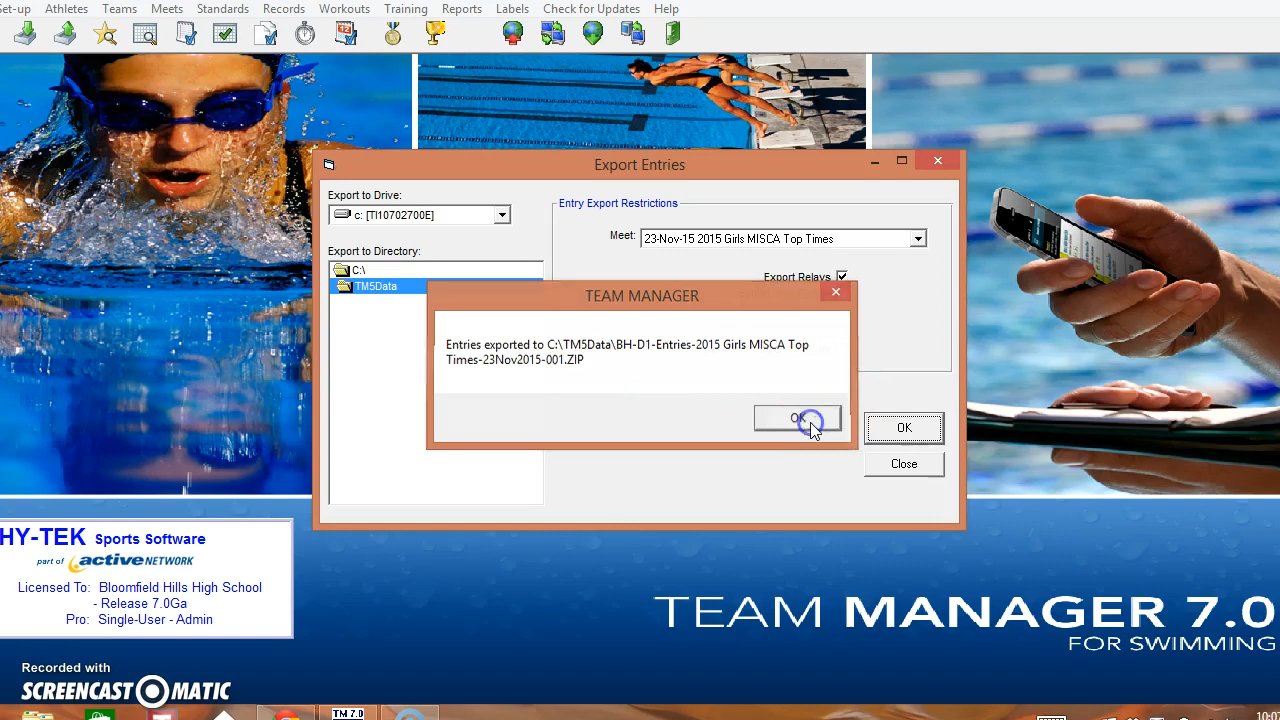 Set-up Athletes Teams Meets Standards Records Workouts Training Reports Labels Check for Updates Help
Export Entries
Export to Drive:
c: [TI10702700E]
Export to Directory:
C:\
TM5Data
Entry Export Restrictions
Meet: 23-Nov-15 2015 Girls MISCA Top Times
Export Relays
TEAM MANAGER
Entries exported to C:\TM5Data\BH-D1-Entries-2015 Girls MISCA Top
Times-23Nov2015-001.ZIP
OK
OK
Close
HY-TEK Sports Software
part of active NETWORK
Licensed To: Bloomfield Hills High School
- Release 7.0Ga
Pro: Single-User - Admin
TEAM MANAGER 7.0
FOR SWIMMING
Recorded with
SCREENCAST O MATIC
TM 7.0